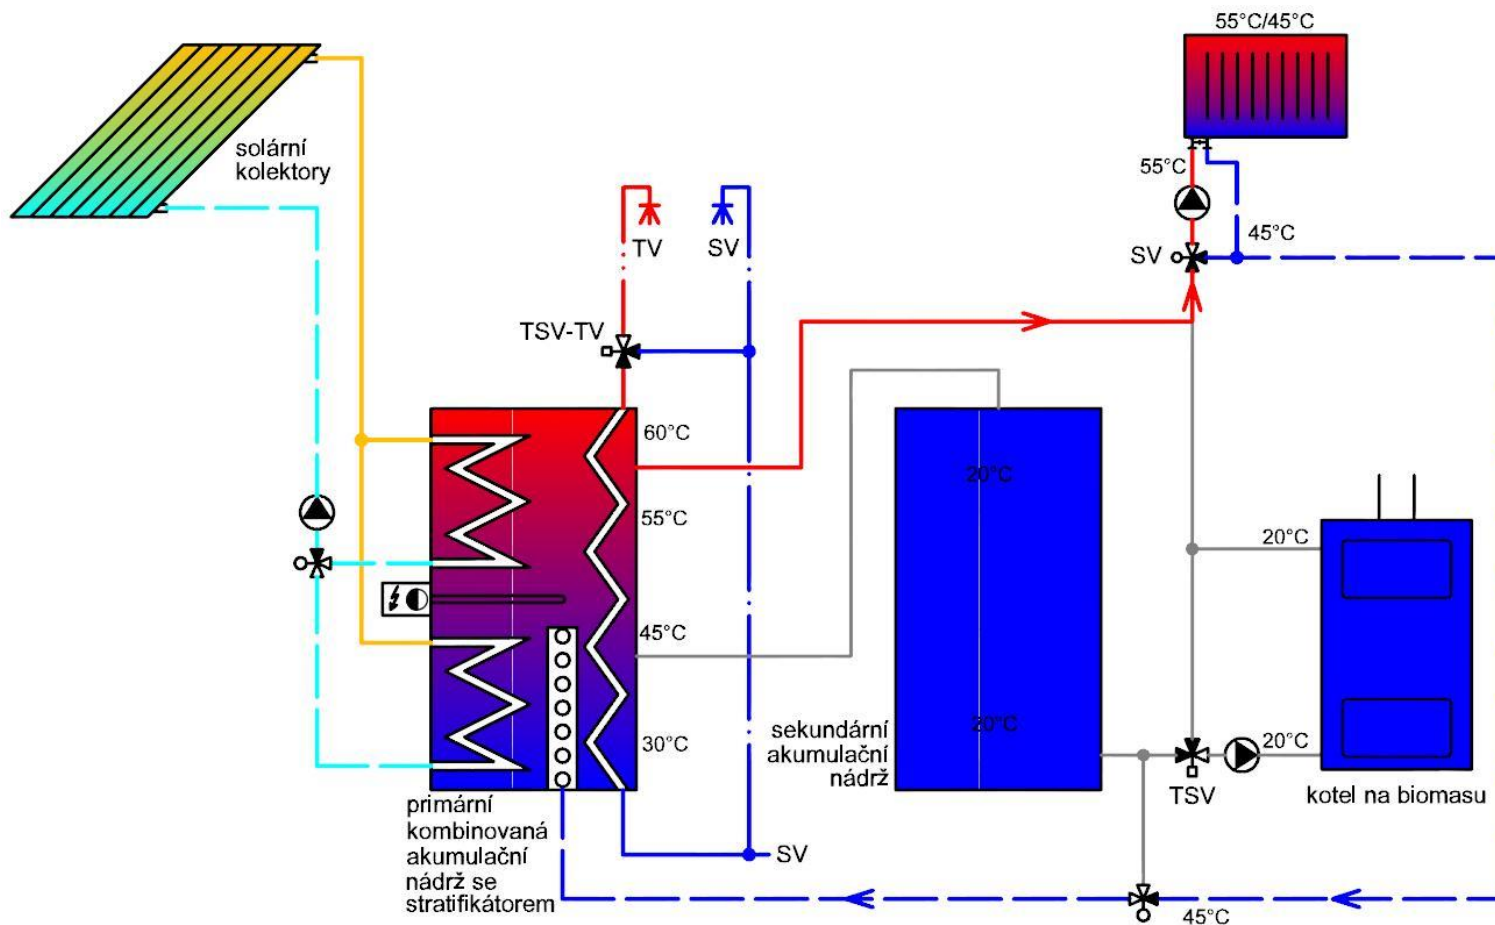 55°C/45°C
solární
kolektory
55°C
TV
SV
SV
45°C
TSV-TV
60°C
20°C
55°C
20°C
45°C
30°C
20°C
sekundární
akumulační
nádrž
20°C
TSV
kotel na biomasu
primární
kombinovaná
akumulační
nádrž se
stratifikátorem
SV
45°C